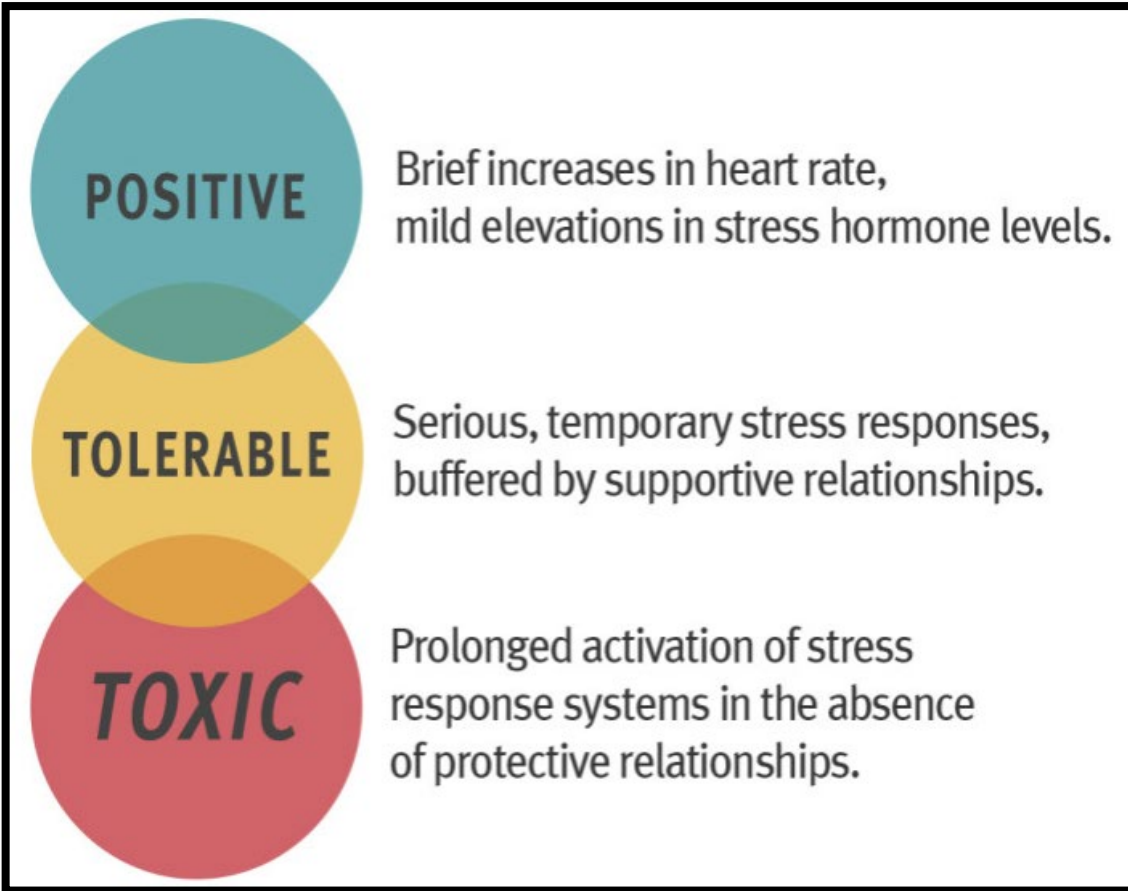 POSITIVE
Brief increases in heart rate,
mild elevations in stress hormone levels.
TOLERABLE
Serious, temporary stress responses,
buffered by supportive relationships.
TOXIC
Prolonged activation of stress
response systems in the absence
of protective relationships.